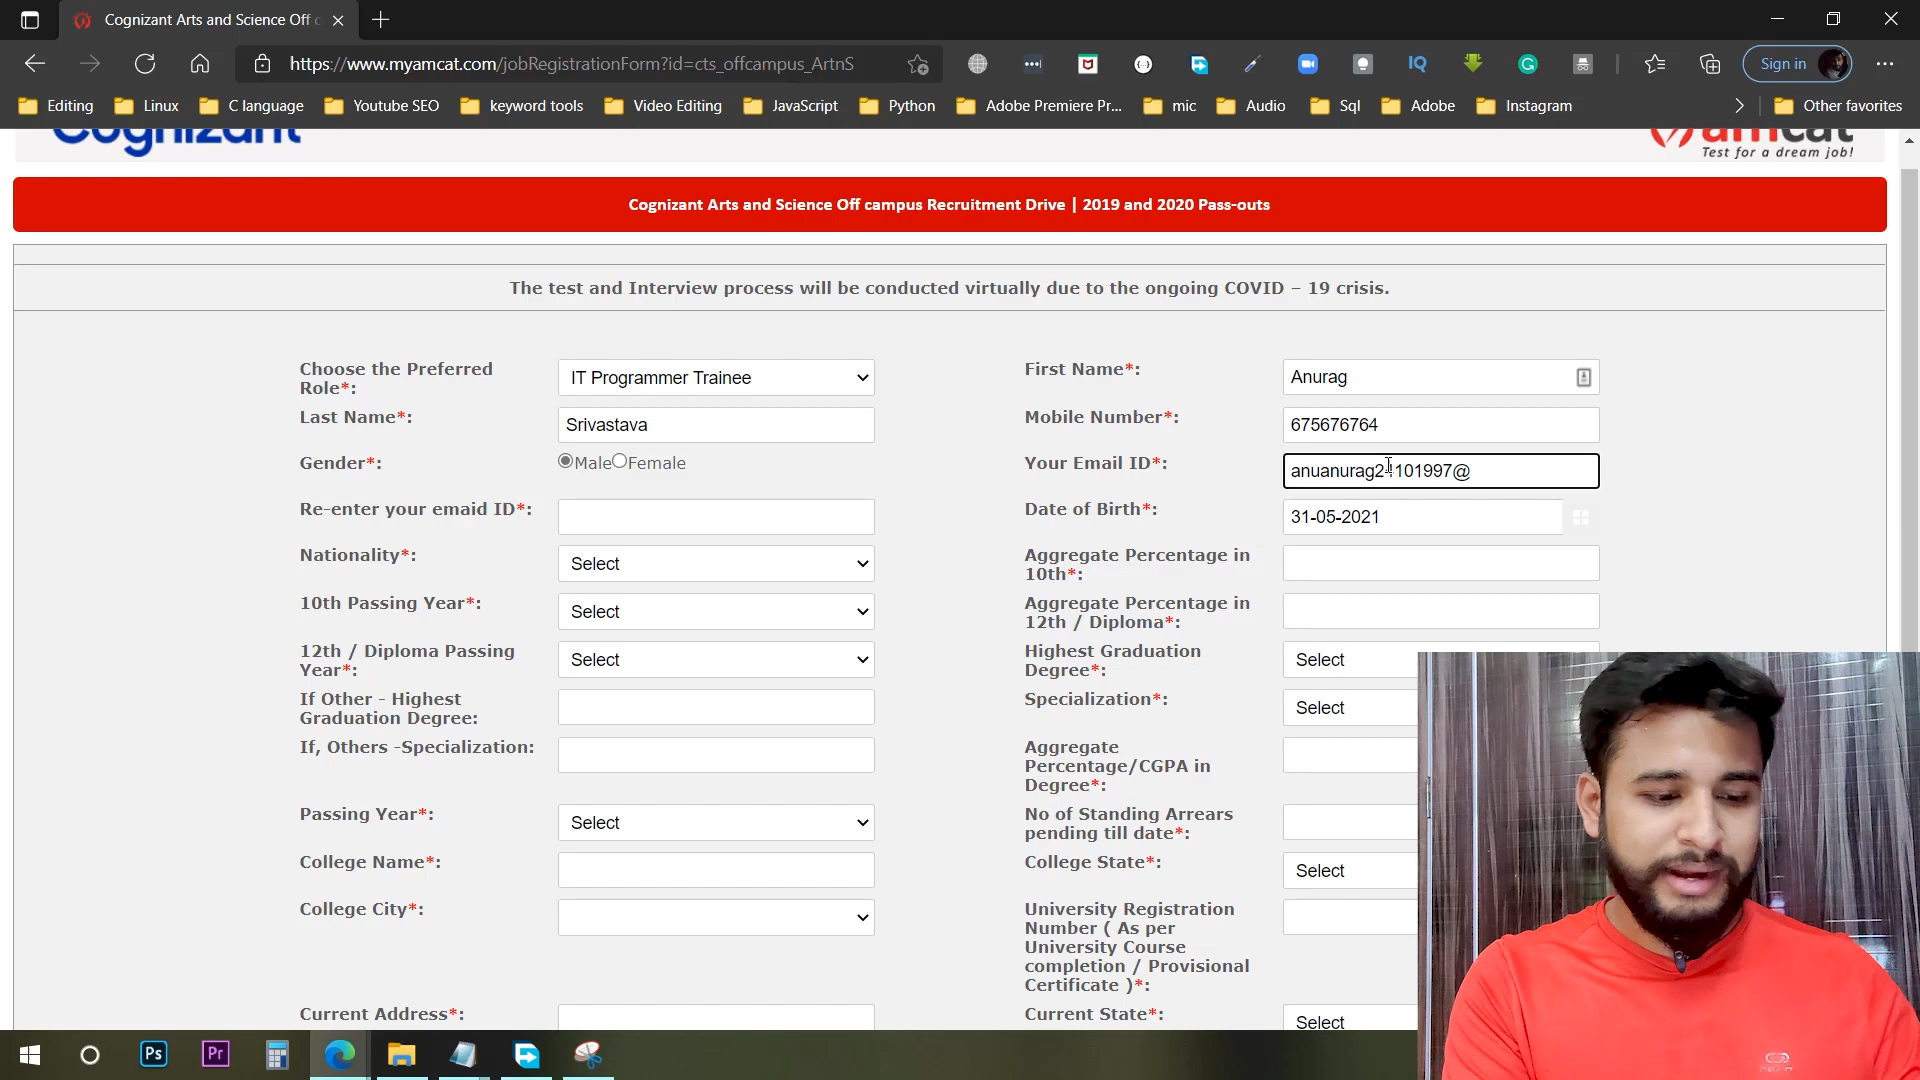 Cognizant Arts and Science Off c
https://www.myamcat.com/jobRegistrationForm?id=cts_offcampus_ArtnS
IQ
Sign in
Editing
Linux
C language
Youtube SEO
keyword tools
Video Editing
JavaScript
Python
Adobe Premiere Pr...
mic
Audio
Sql
Adobe
Instagram
Other favorites
Cognizant
amcat
Test for a dream job!
Cognizant Arts and Science Off campus Recruitment Drive | 2019 and 2020 Pass-outs
The test and Interview process will be conducted virtually due to the ongoing COVID – 19 crisis.
Choose the Preferred
Role*:
IT Programmer Trainee
First Name*:
Anurag
Last Name*:
Srivastava
Mobile Number*:
675676764
Gender*:
Male Female
Your Email ID*:
Re-enter your emaid ID*:
Date of Birth*:
31-05-2021
Nationality*:
Select
Aggregate Percentage in
10th*:
10th Passing Year*:
Select
Aggregate Percentage in
12th / Diploma*:
12th / Diploma Passing
Year*:
Select
Highest Graduation
Degree*:
Select
If Other - Highest
Graduation Degree:
Specialization*:
Select
If, Others -Specialization:
Aggregate
Percentage/CGPA in
Degree*:
Passing Year*:
Select
No of Standing Arrears
pending till date*:
College Name*:
College State*:
Select
College City*:
University Registration
Number ( As per
University Course
completion / Provisional
Certificate )*:
Current Address*:
Current State*:
Select
Ps
Pr